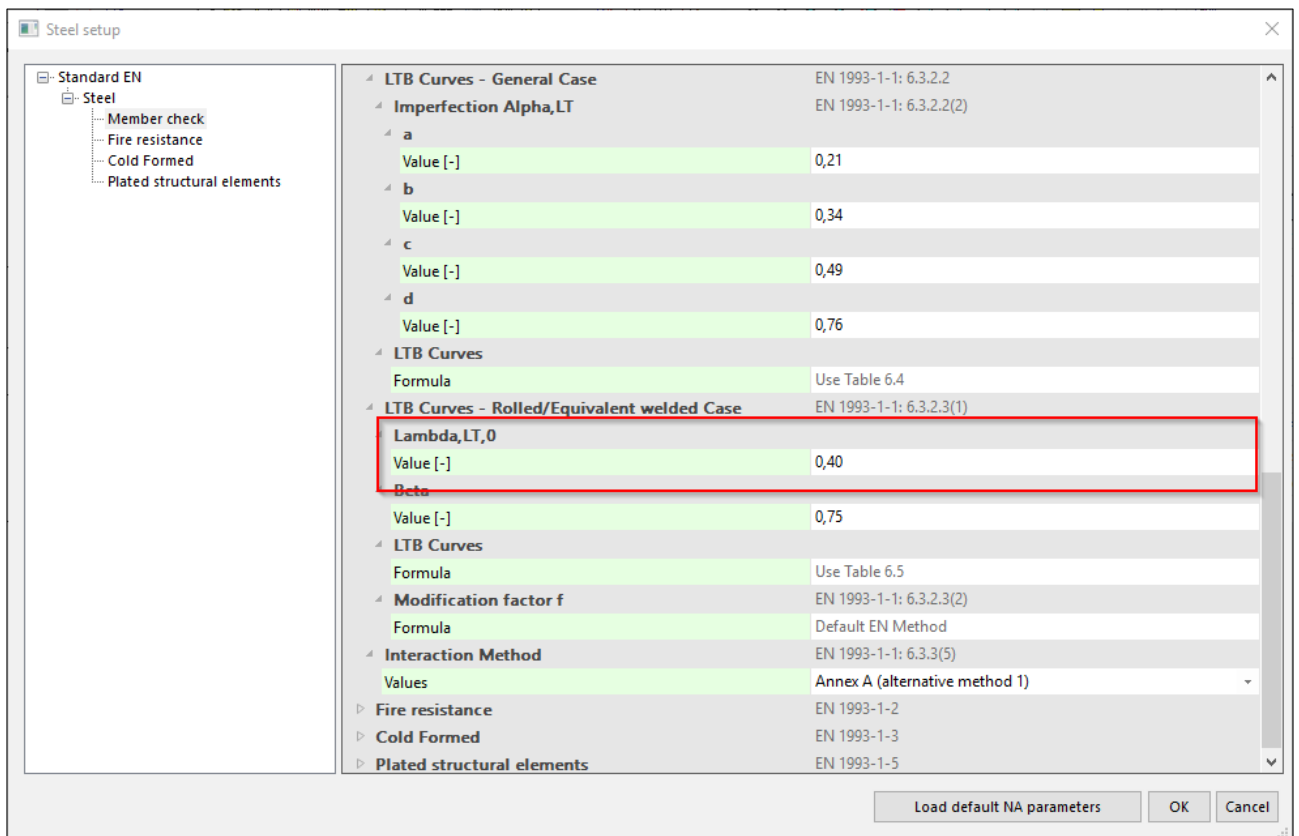 Steel setup
Standard EN
Steel
Member check
Fire resistance
Cold Formed
Plated structural elements
LTB Curves - General Case EN 1993-1-1: 6.3.2.2
Imperfection Alpha,LT EN 1993-1-1: 6.3.2.2(2)
a
Value [-] 0,21
b
Value [-] 0,34
c
Value [-] 0,49
d
Value [-] 0,76
LTB Curves
Formula Use Table 6.4
LTB Curves - Rolled/Equivalent welded Case EN 1993-1-1: 6.3.2.3(1)
Lambda,LT,0
Value [-] 0,40
Beta
Value [-] 0,75
LTB Curves
Formula Use Table 6.5
Modification factor f EN 1993-1-1: 6.3.2.3(2)
Formula Default EN Method
Interaction Method EN 1993-1-1: 6.3.3(5)
Values Annex A (alternative method 1)
Fire resistance EN 1993-1-2
Cold Formed EN 1993-1-3
Plated structural elements EN 1993-1-5
Load default NA parameters OK Cancel